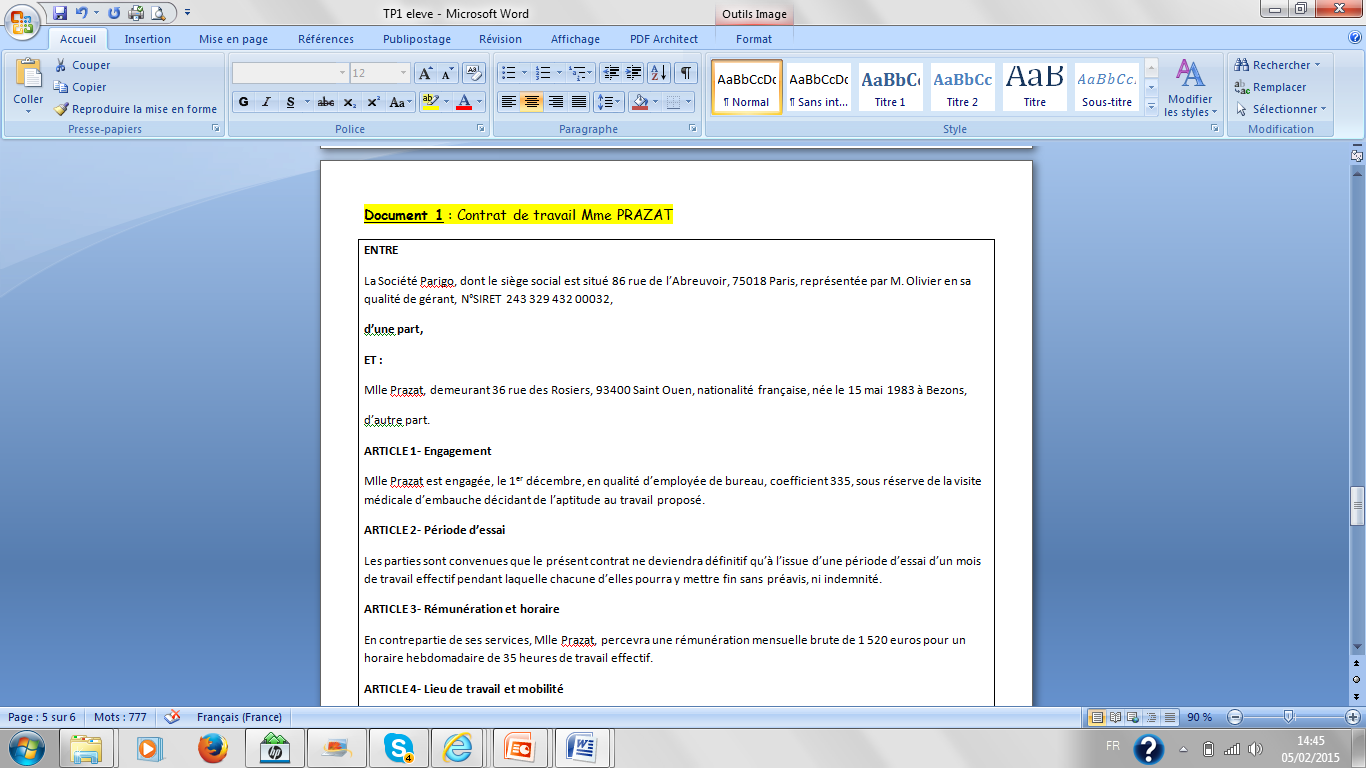 TP1 eleve - Microsoft Word
Outils Image
Accueil Insertion Mise en page Références Publipostage Révision Affichage PDF Architect Format
Coller
Couper
Copier
Reproduire la mise en forme
12
G I S abc X₂ X² Aa
AaBbCcDc AaBbCcDc AaBbC AaBbCc AaB AaBbCc.
¶ Normal ¶ Sans int... Titre 1 Titre 2 Titre Sous-titre
Modifier les styles
Rechercher
Remplacer
Sélectionner
Presse-papiers Police Paragraphe Style Modification
Document 1 : Contrat de travail Mme PRAZAT
ENTRE
La Société Parigo, dont le siège social est situé 86 rue de l’Abreuvoir, 75018 Paris, représentée par M. Olivier en sa
qualité de gérant, N°SIRET 243 329 432 00032,
d’une part,
ET :
Mlle Prazat, demeurant 36 rue des Rosiers, 93400 Saint Ouen, nationalité française, née le 15 mai 1983 à Bezons,
d’autre part.
ARTICLE 1- Engagement
Mlle Prazat est engagée, le 1er décembre, en qualité d’employée de bureau, coefficient 335, sous réserve de la visite
médicale d’embauche décidant de l’aptitude au travail proposé.
ARTICLE 2- Période d’essai
Les parties sont convenues que le présent contrat ne deviendra définitif qu’à l’issue d’une période d’essai d’un mois
de travail effectif pendant laquelle chacune d’elles pourra y mettre fin sans préavis, ni indemnité.
ARTICLE 3- Rémunération et horaire
En contrepartie de ses services, Mlle Prazat, percevra une rémunération mensuelle brute de 1 520 euros pour un
horaire hebdomadaire de 35 heures de travail effectif.
ARTICLE 4- Lieu de travail et mobilité
Page : 5 sur 6 Mots : 777 Français (France) 90 %
FR
14:45
05/02/2015